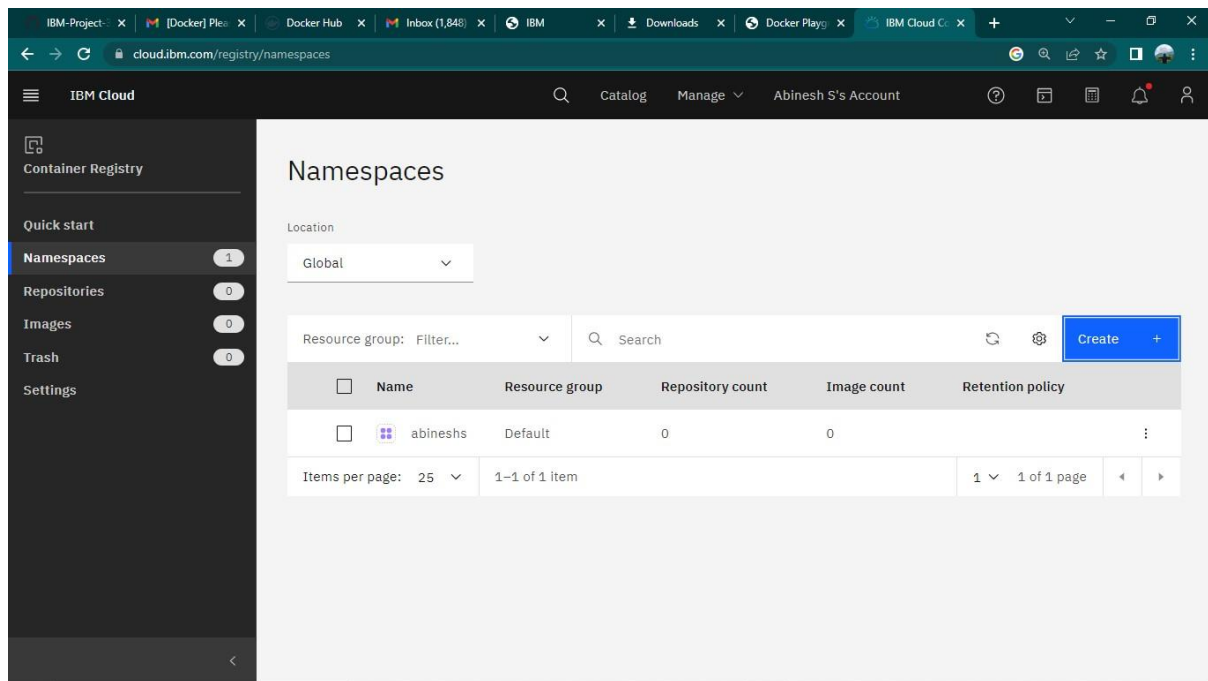 IBM-Project-
[Docker] Plea
Docker Hub
Inbox (1,848)
IBM
Downloads
Docker Playg
IBM Cloud Co
cloud.ibm.com/registry/namespaces
IBM Cloud
Catalog
Manage
Abinesh S's Account
Container Registry
Quick start
Namespaces 1
Repositories 0
Images 0
Trash 0
Settings
Namespaces
Location
Global
Resource group: Filter...
Search
Create +
Name Resource group Repository count Image count Retention policy
abineshs Default 0 0
Items per page: 25 1–1 of 1 item 1 1 of 1 page